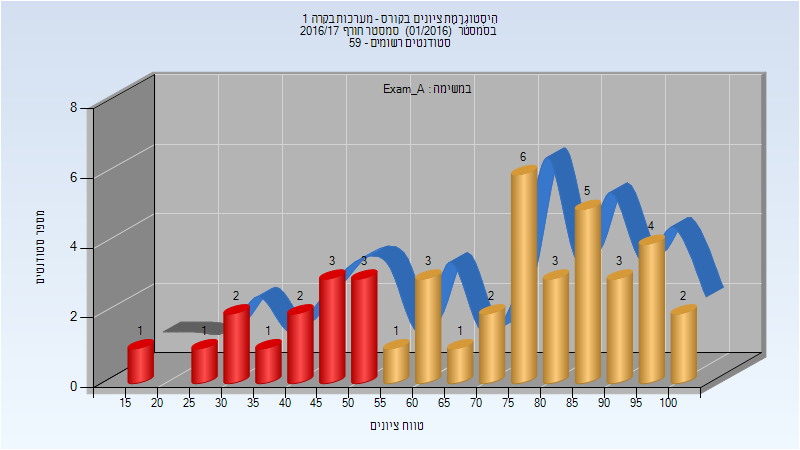 היסטוגרמת ציונים בקורס - מערכות בקרה 1
בסמסטר (01/2016) סמסטר חורף 2016/17
סטודנטים רשומים - 59
במשימה : Exam_A
מספר סטודנטים
8
6
4
2
0
1 1 2 1 2 3 3 1 3 1 2 6 3 5 3 4 2
15 20 25 30 35 40 45 50 55 60 65 70 75 80 85 90 95 100
טווח ציונים